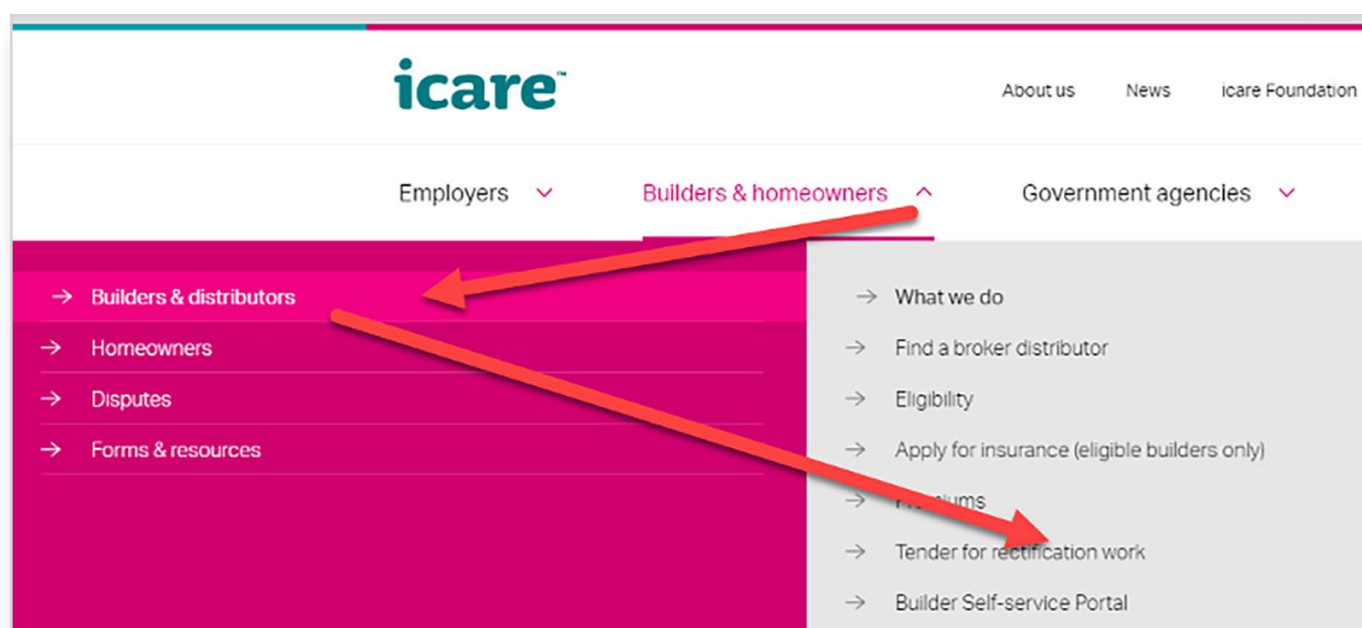 icare™
About us News icare Foundation
Employers Builders & homeowners Government agencies
Builders & distributors
Homeowners
Disputes
Forms & resources
What we do
Find a broker distributor
Eligibility
Apply for insurance (eligible builders only)
Premiums
Tender for rectification work
Builder Self-service Portal